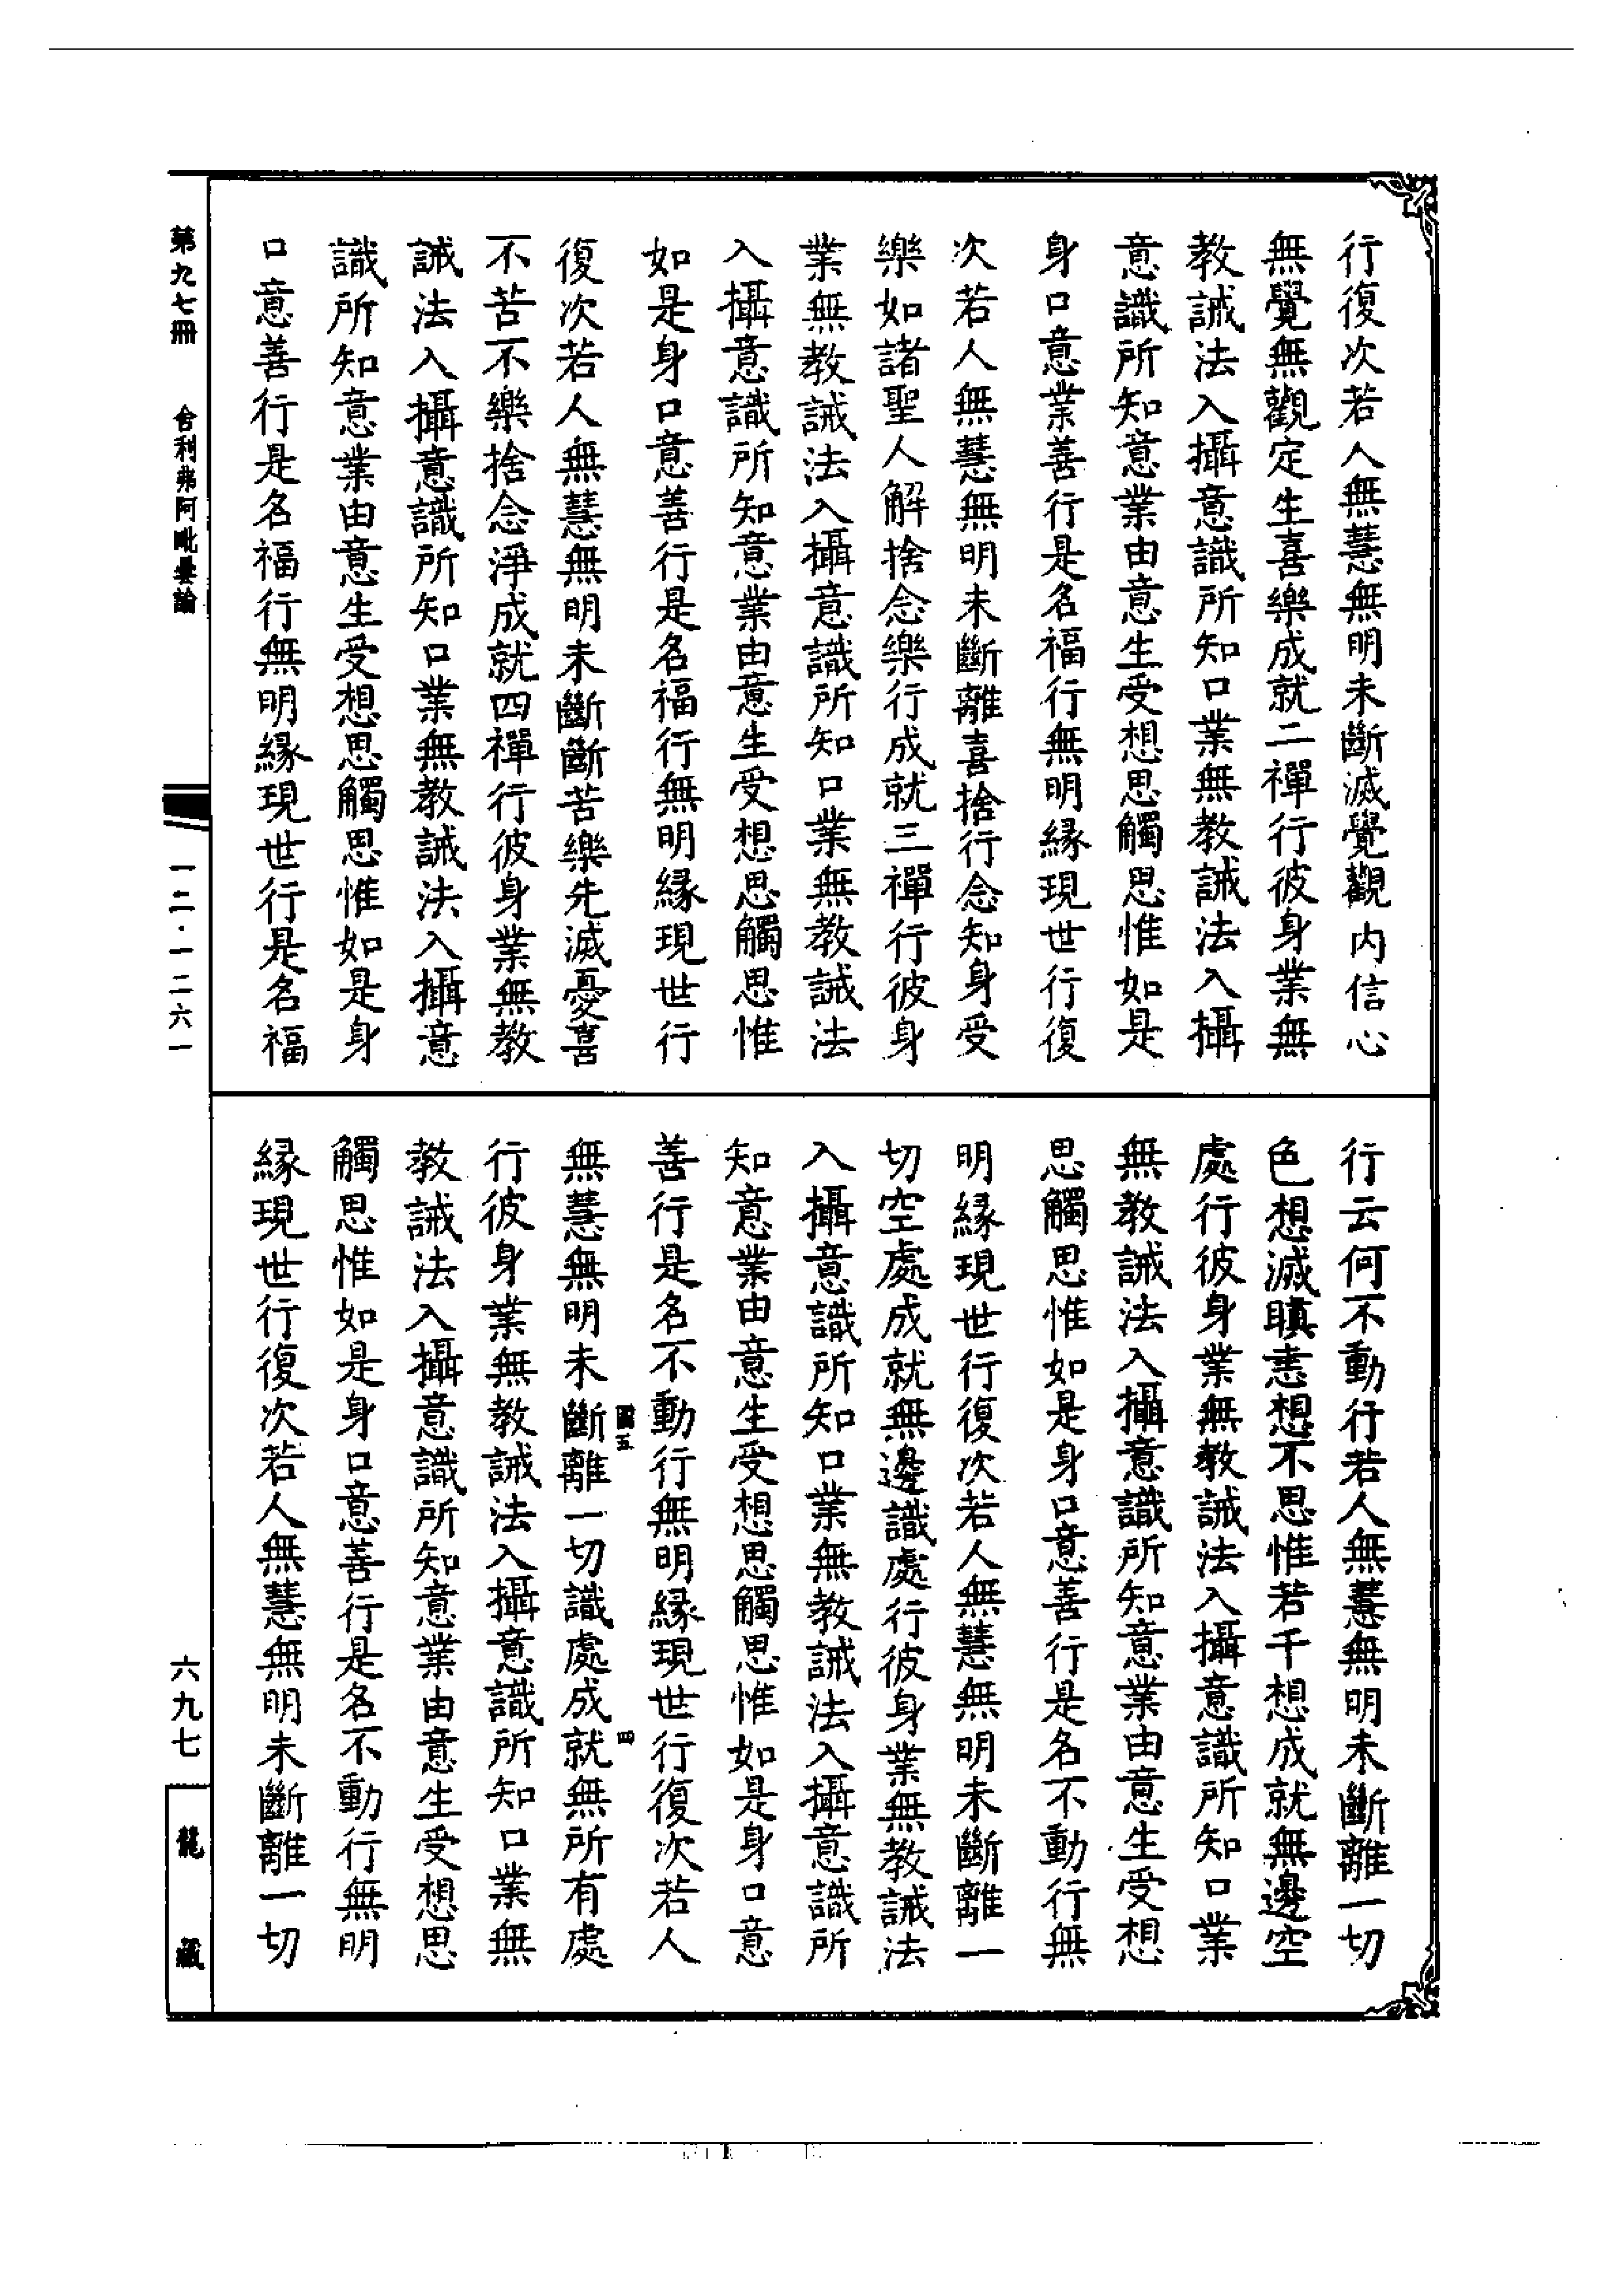 行復次若人無慧無明未斷滅覺觀內信心
無覺無觀定生喜樂成就二禪行彼身業無
教誡法入攝意識所知口業無教誡法入攝
意識所知意業由意生受想思觸思惟如是
身口意業善行是名福行無明緣現世行復
次若人無慧無明未斷離喜捨行念知身受
樂如諸聖人解捨念樂行成就三禪行彼身
業無教誡法入攝意識所知口業無教誡法
入攝意識所知意業由意生受想思觸思惟
如是身口意善行是名福行無明緣現世行
復次若人無慧無明未斷斷苦樂先滅憂喜
不苦不樂捨念淨成就四禪行彼身業無教
誡法入攝意識所知口業無教誡法入攝意
識所知意業由意生受想思觸思惟如是身
口意善行是名福行無明緣現世行是名福
行云何不動行若人無慧無明未斷離一切
色想滅瞋恚想不思惟若干想成就無邊空
處行彼身業無教誡法入攝意識所知口業
無教誡法入攝意識所知意業由意生受想
思觸思惟如是身口意善行是名不動行無
明緣現世行復次若人無慧無明未斷離一
切空處成就無邊識處行彼身業無教誡法
入攝意識所知口業無教誡法入攝意識所
知意業由意生受想思觸思惟如是身口意
善行是名不動行無明緣現世行復次若人
無慧無明未斷離一切識處成就無所有處
行彼身業無教誡法入攝意識所知口業無
教誡法入攝意識所知意業由意生受想思
觸思惟如是身口意善行是名不動行無明
緣現世行復次若人無慧無明未斷離一切
第九七冊 舍利弗阿毗曇論 一二·一二六一 六九七 龍藏